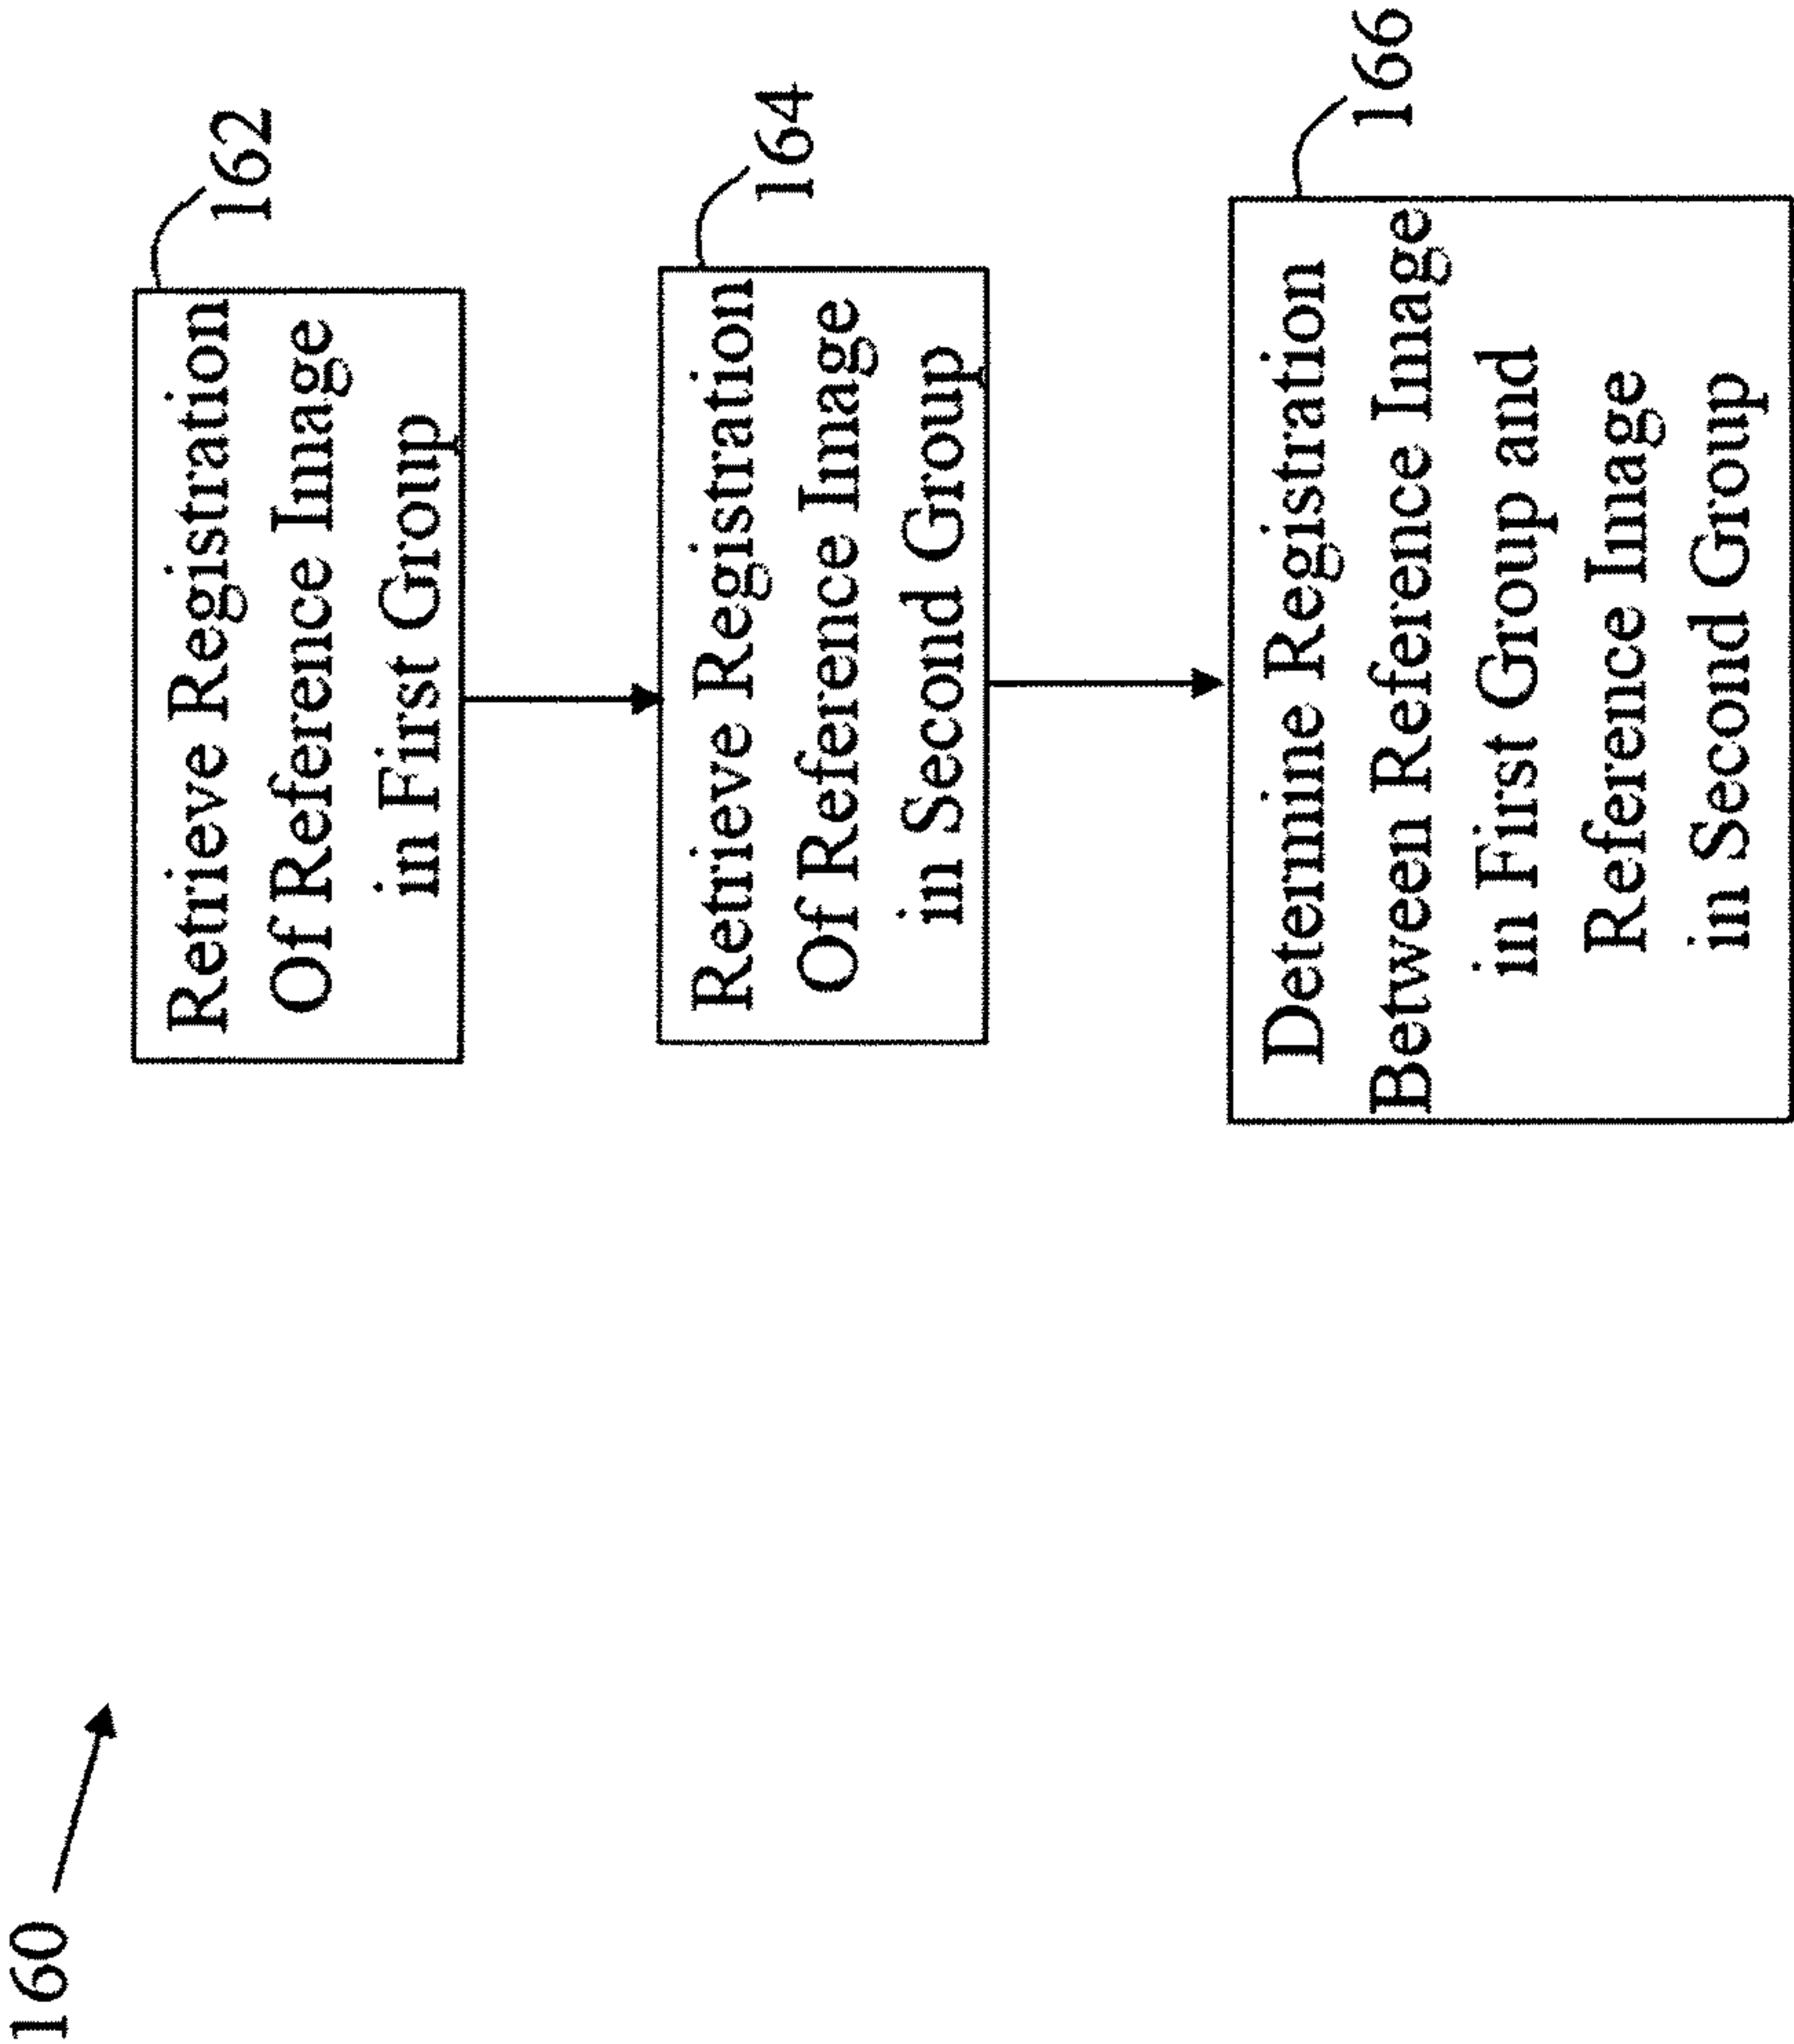 160
162
Retrieve Registration
Of Reference Image
in First Group
164
Retrieve Registration
Of Reference Image
in Second Group
166
Determine Registration
Between Reference Image
in First Group and
Reference Image
in Second Group